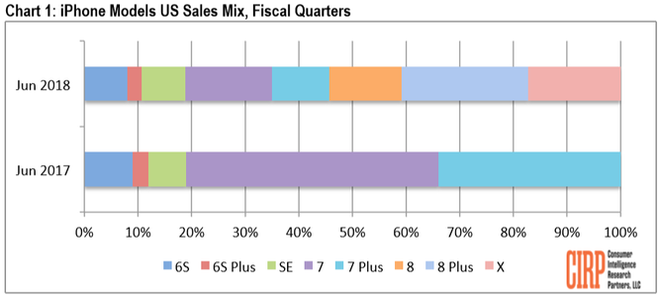 Chart 1: iPhone Models US Sales Mix, Fiscal Quarters
Jun 2018
Jun 2017
0% 10% 20% 30% 40% 50% 60% 70% 80% 90% 100%
6S 6S Plus SE 7 7 Plus 8 8 Plus X
CIRP
Consumer
Intelligence
Research
Partners, LLC